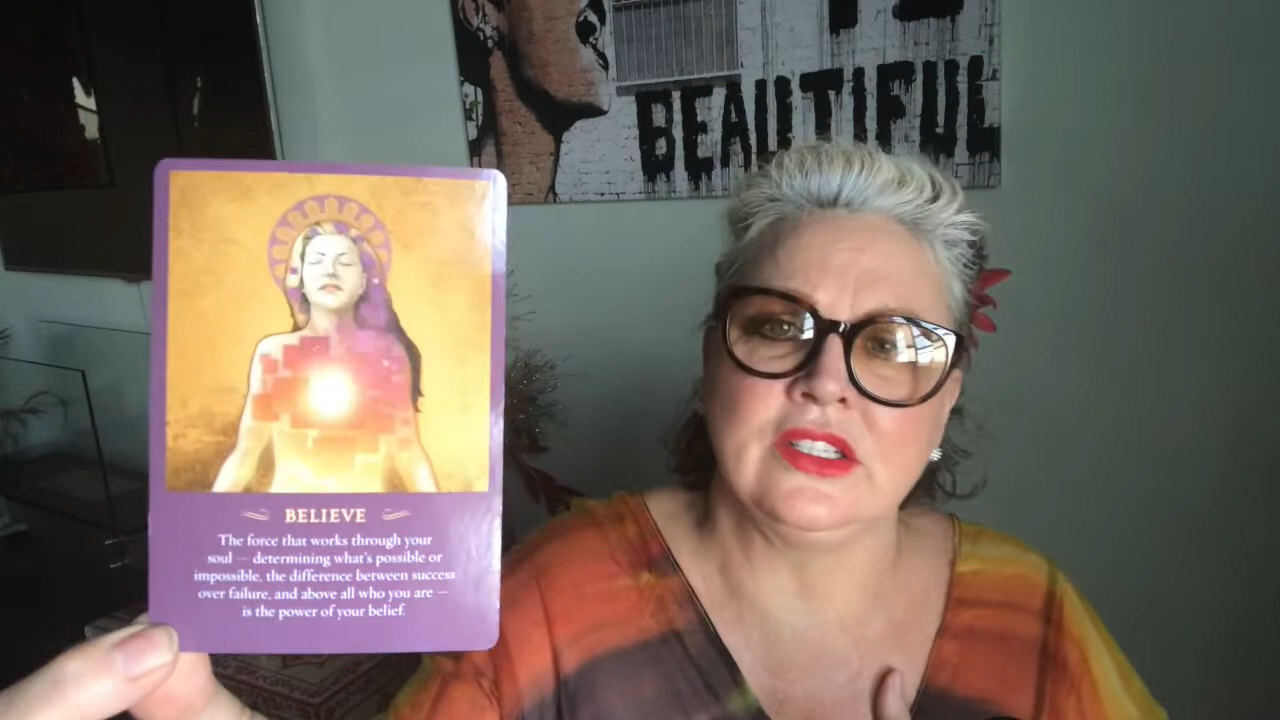 BEAUTIFUL
BELIEVE
The force that works through your
soul — determining what's possible or
impossible, the difference between success
over failure, and above all who you are —
is the power of your belief.